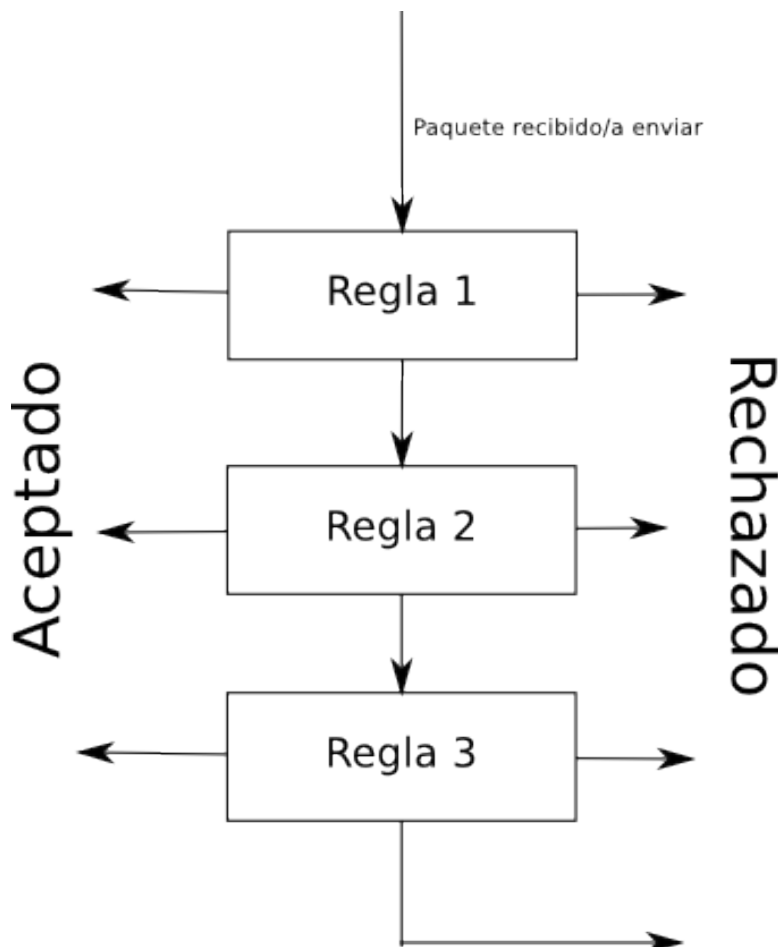 Paquete recibido/a enviar
Regla 1
Aceptado
Rechazado
Regla 2
Regla 3